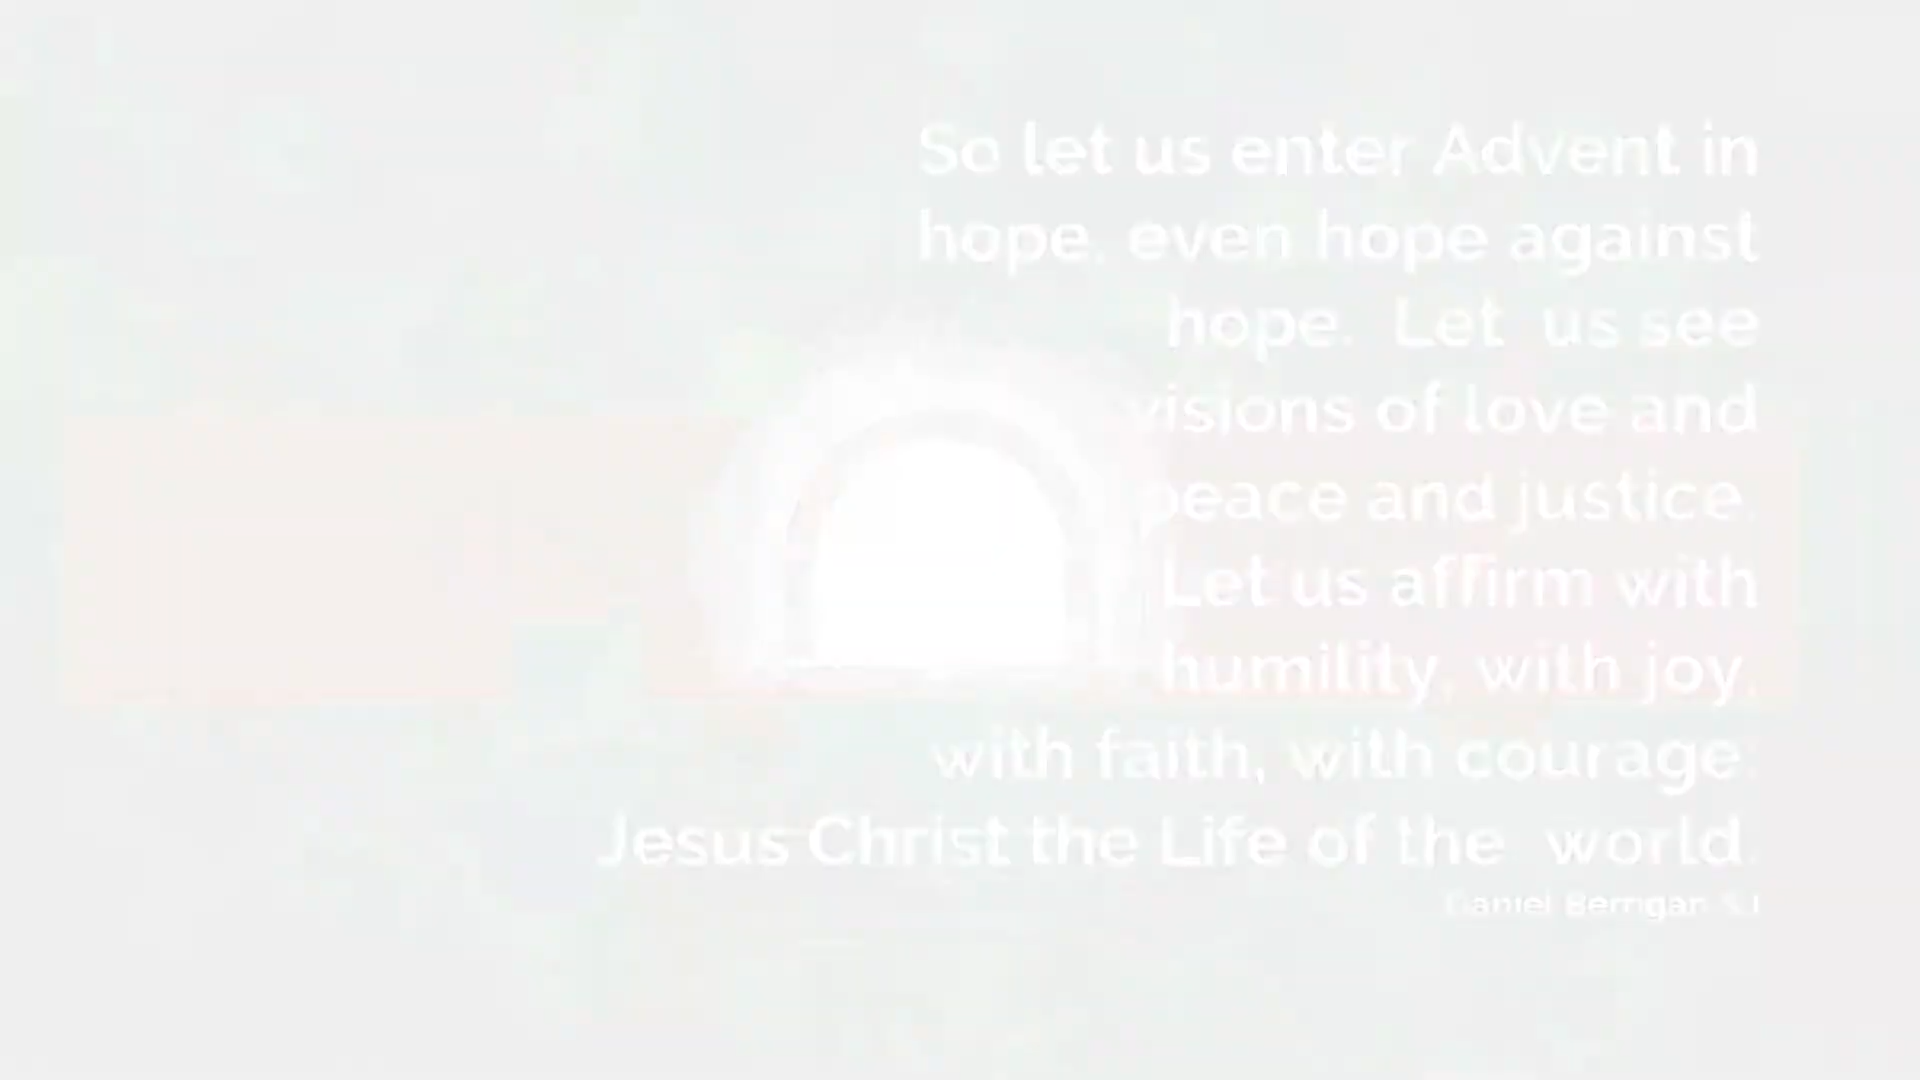 So let us enter Advent in
hope, even hope against
hope. Let us see
visions of love and
peace and justice.
Let us affirm with
humility, with joy,
with faith, with courage:
Jesus Christ the Life of the world.
Daniel Berrigan S.J